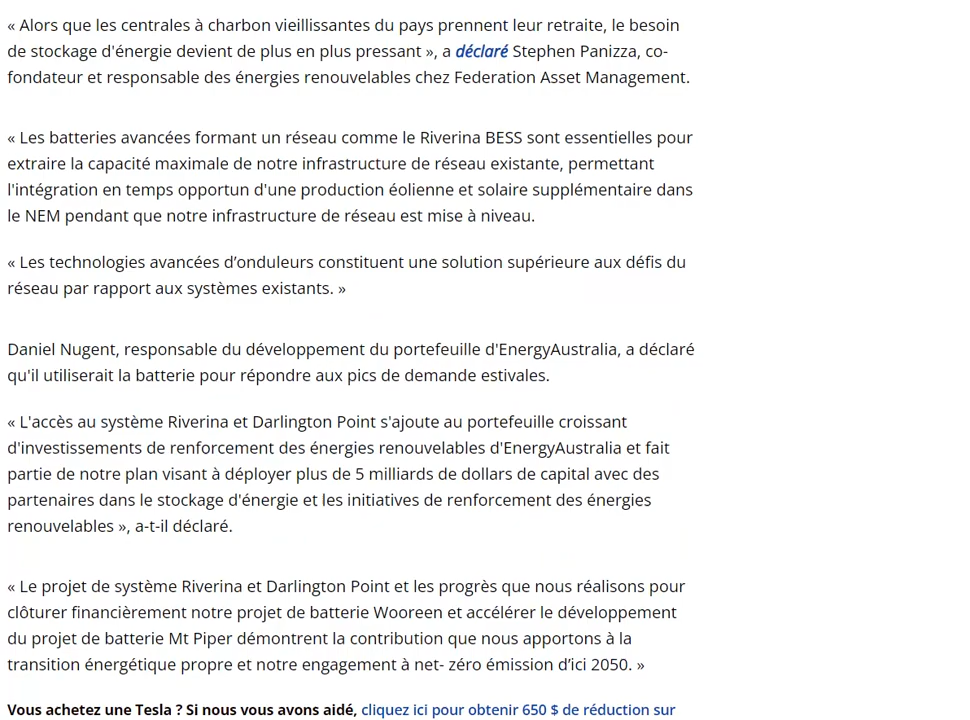 « Alors que les centrales à charbon vieillissantes du pays prennent leur retraite, le besoin
de stockage d'énergie devient de plus en plus pressant », a déclaré Stephen Panizza, co-
fondateur et responsable des énergies renouvelables chez Federation Asset Management.
« Les batteries avancées formant un réseau comme le Riverina BESS sont essentielles pour
extraire la capacité maximale de notre infrastructure de réseau existante, permettant
l'intégration en temps opportun d'une production éolienne et solaire supplémentaire dans
le NEM pendant que notre infrastructure de réseau est mise à niveau.
« Les technologies avancées d’onduleurs constituent une solution supérieure aux défis du
réseau par rapport aux systèmes existants. »
Daniel Nugent, responsable du développement du portefeuille d'EnergyAustralia, a déclaré
qu'il utiliserait la batterie pour répondre aux pics de demande estivales.
« L'accès au système Riverina et Darlington Point s'ajoute au portefeuille croissant
d'investissements de renforcement des énergies renouvelables d'EnergyAustralia et fait
partie de notre plan visant à déployer plus de 5 milliards de dollars de capital avec des
partenaires dans le stockage d'énergie et les initiatives de renforcement des énergies
renouvelables », a-t-il déclaré.
« Le projet de système Riverina et Darlington Point et les progrès que nous réalisons pour
clôturer financièrement notre projet de batterie Wooreen et accélérer le développement
du projet de batterie Mt Piper démontrent la contribution que nous apportons à la
transition énergétique propre et notre engagement à net- zéro émission d’ici 2050. »
Vous achetez une Tesla ? Si nous vous avons aidé, cliquez ici pour obtenir 650 $ de réduction sur